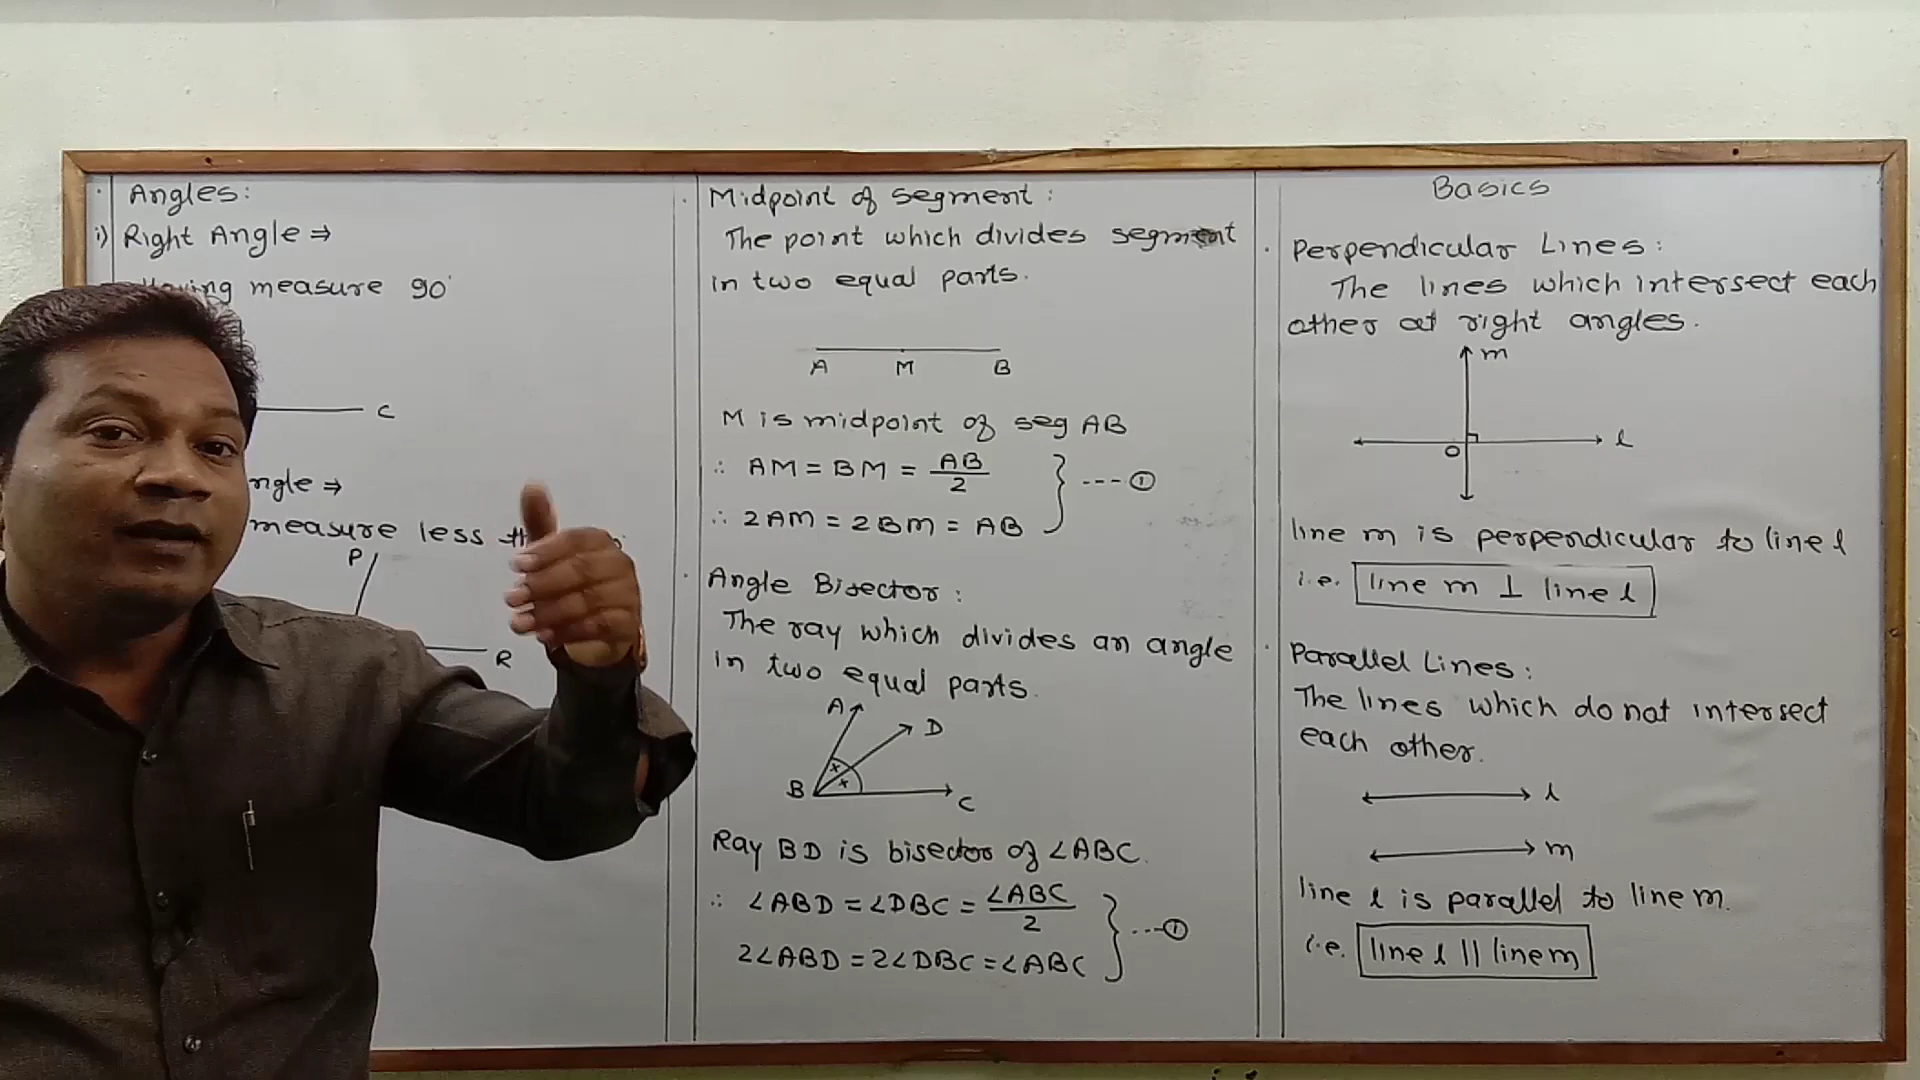 Angles:
i) Right Angle ⇒
measure 90°
C
⇒
measure less
P
R
Midpoint of segment:
The point which divides segment
in two equal parts.
A M B
M is midpoint of seg AB
∴ AM = BM = AB/2
∴ 2AM = 2BM = AB
} ---- ①
Angle Bisector:
The ray which divides an angle
in two equal parts.
A
D
x
x
B
C
Ray BD is bisector of ∠ABC.
∴ ∠ABD = ∠DBC = ∠ABC/2
2∠ABD = 2∠DBC = ∠ABC
} ---①
Basics
Perpendicular Lines:
The lines which intersect each
other at right angles.
m
l
O
line m is perpendicular to line l
i.e. line m ⊥ line l
Parallel Lines:
The lines which do not intersect
each other.
l
m
line l is parallel to line m.
i.e. line l || line m